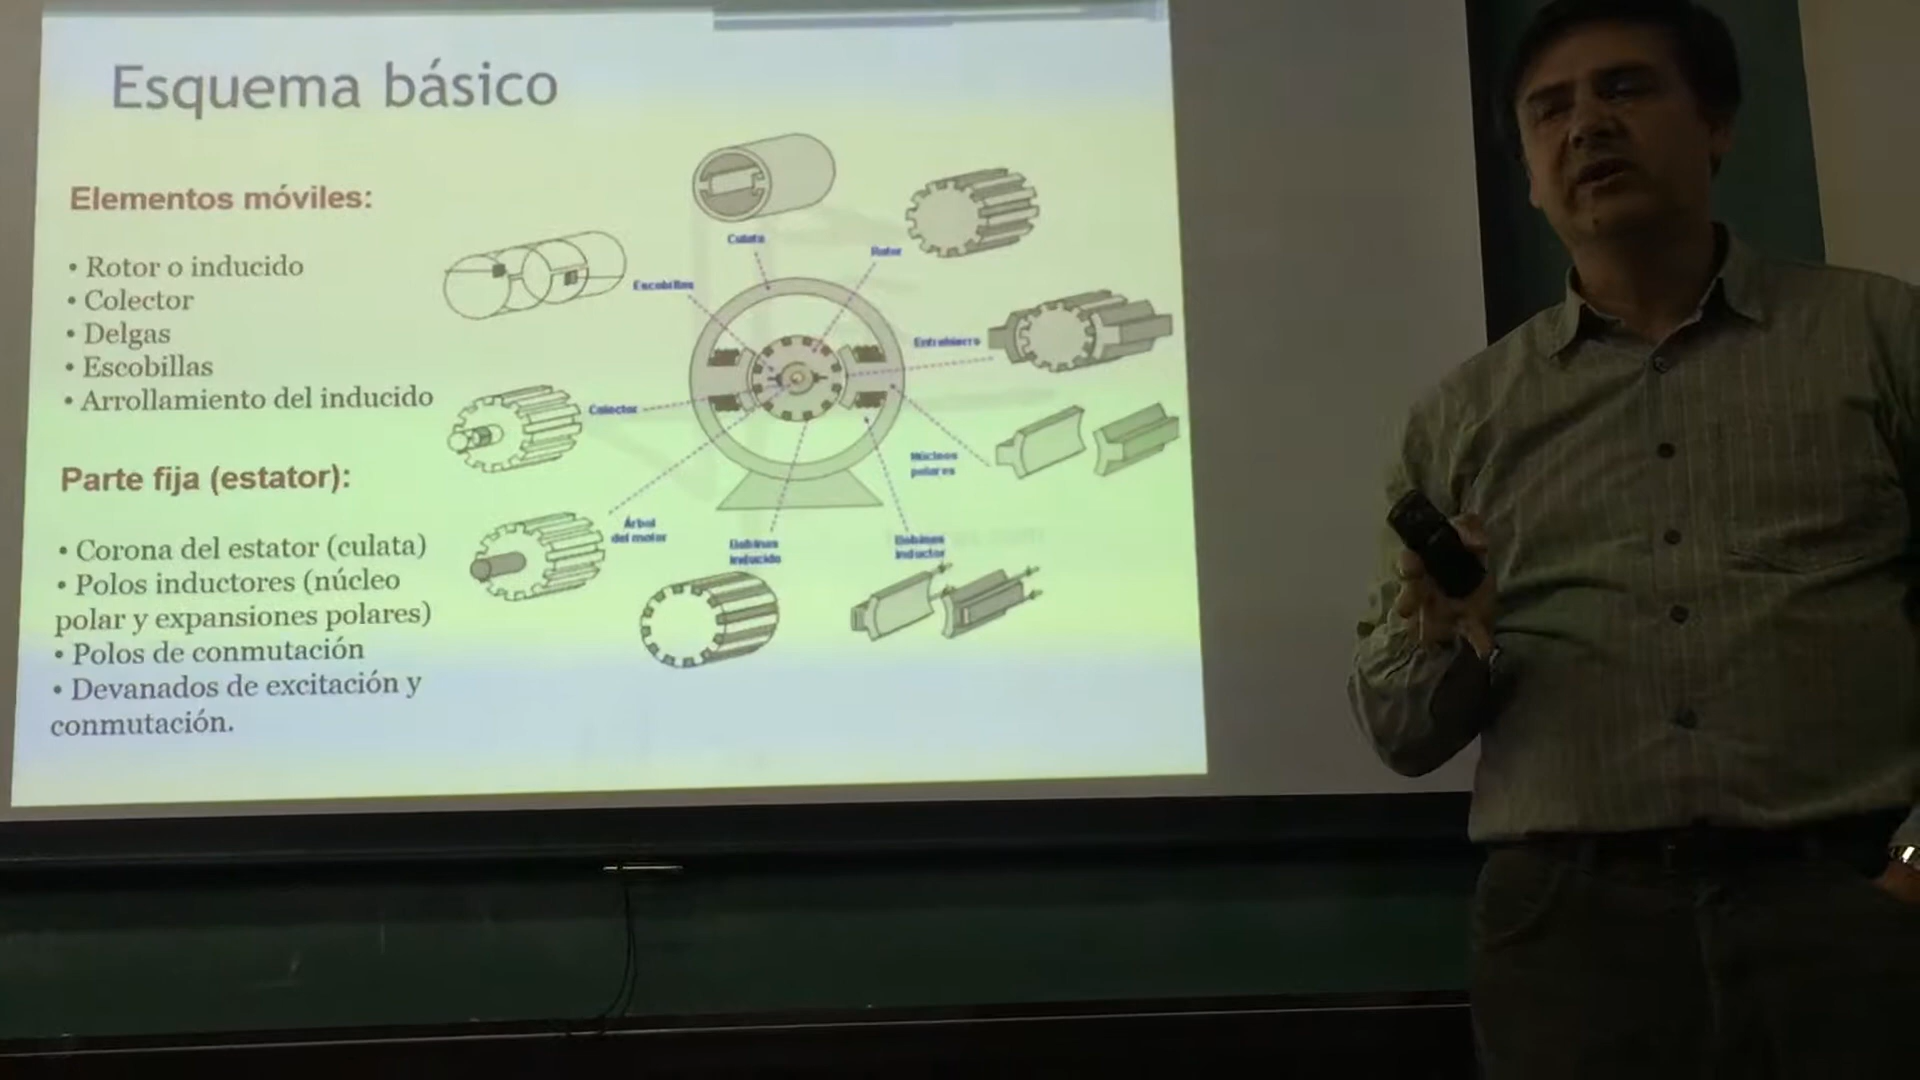 Esquema básico
Elementos móviles:
• Rotor o inducido
• Colector
• Delgas
• Escobillas
• Arrollamiento del inducido
Parte fija (estator):
• Corona del estator (culata)
• Polos inductores (núcleo
polar y expansiones polares)
• Polos de conmutación
• Devanados de excitación y
conmutación.
Culata
Rotor
Escobillas
Entrehierro
Colector
Núcleos
polares
Árbol
del motor
Bobinas
inducido
Bobinas
inductor